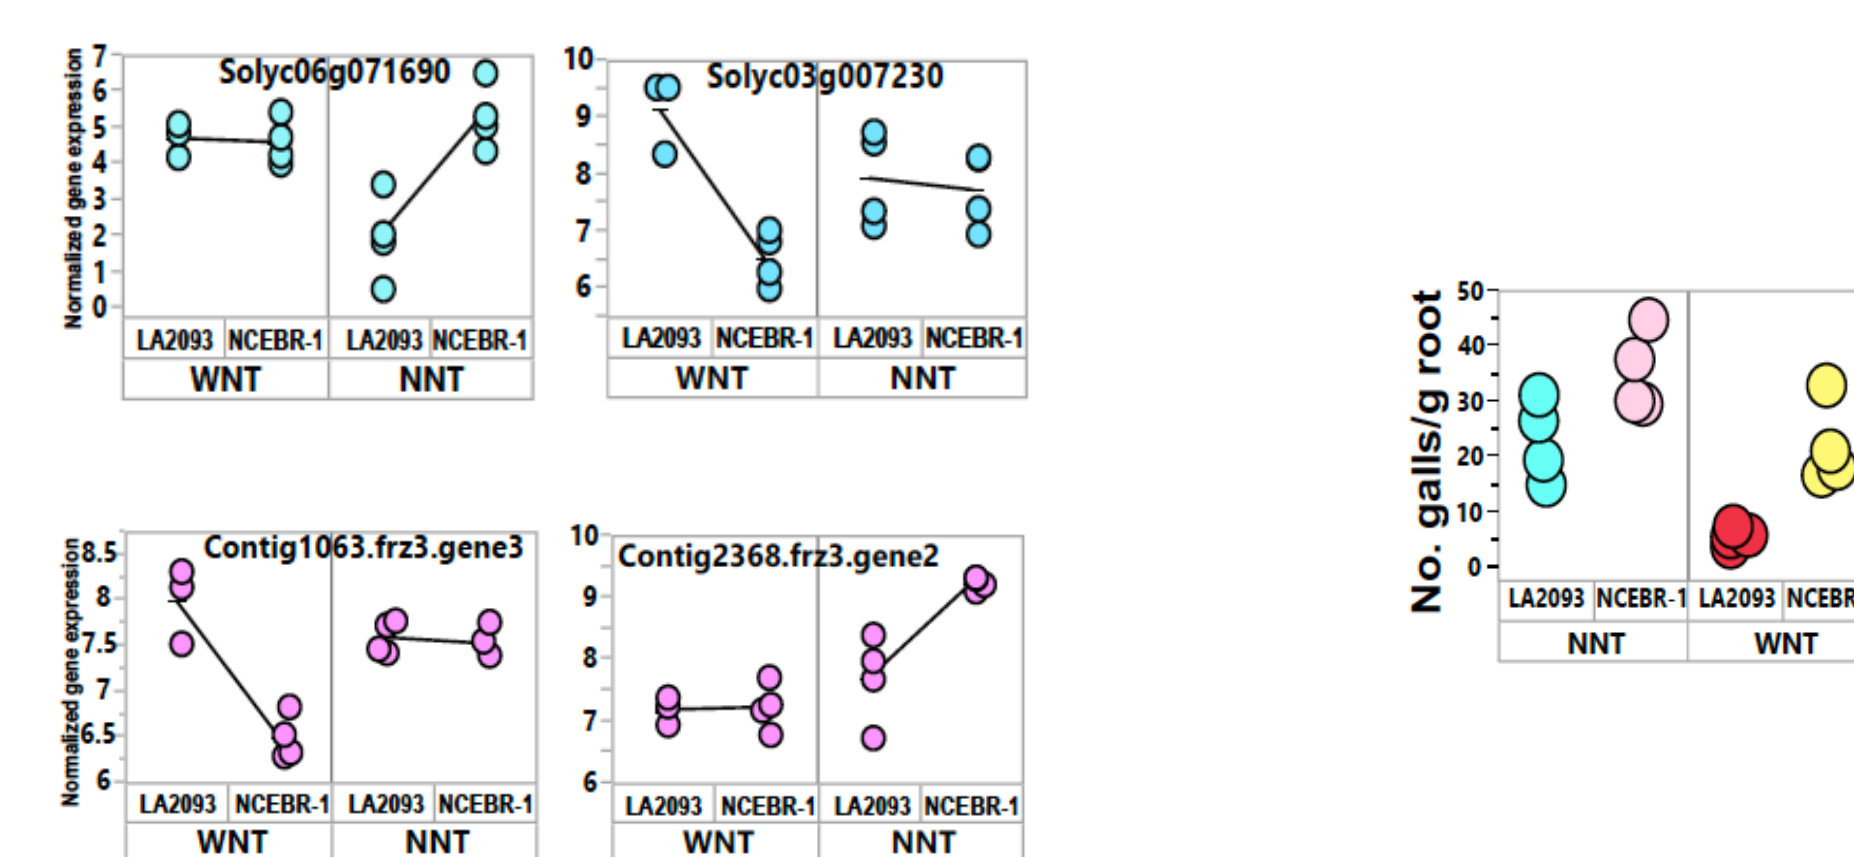 Solyc06g071690
Normalized gene expression
7
6
5
4
3
2
1
0
LA2093 NCEBR-1 LA2093 NCEBR-1
WNT NNT
Solyc03g007230
10
9
8
7
6
LA2093 NCEBR-1 LA2093 NCEBR-1
WNT NNT
Contig1063.frz3.gene3
Normalized gene expression
8.5
8
7.5
7
6.5
6
LA2093 NCEBR-1 LA2093 NCEBR-1
WNT NNT
Contig2368.frz3.gene2
10
9
8
7
6
LA2093 NCEBR-1 LA2093 NCEBR-1
WNT NNT
No. galls/g root
50
40
30
20
10
0
LA2093 NCEBR-1 LA2093 NCEBR
NNT WNT